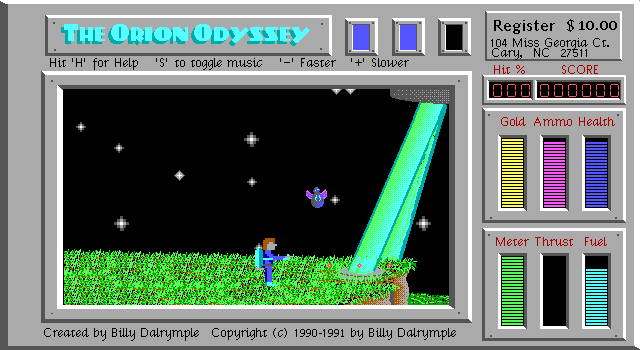 The Orion Odyssey
Hit 'H' for Help 'S' to toggle music '-' Faster '+' Slower
Register $10.00
104 Miss Georgia Ct.
Cary, NC 27511
Hit % SCORE
000 000000
Gold Ammo Health
Meter Thrust Fuel
Created by Billy Dalrymple Copyright (c) 1990-1991 by Billy Dalrymple